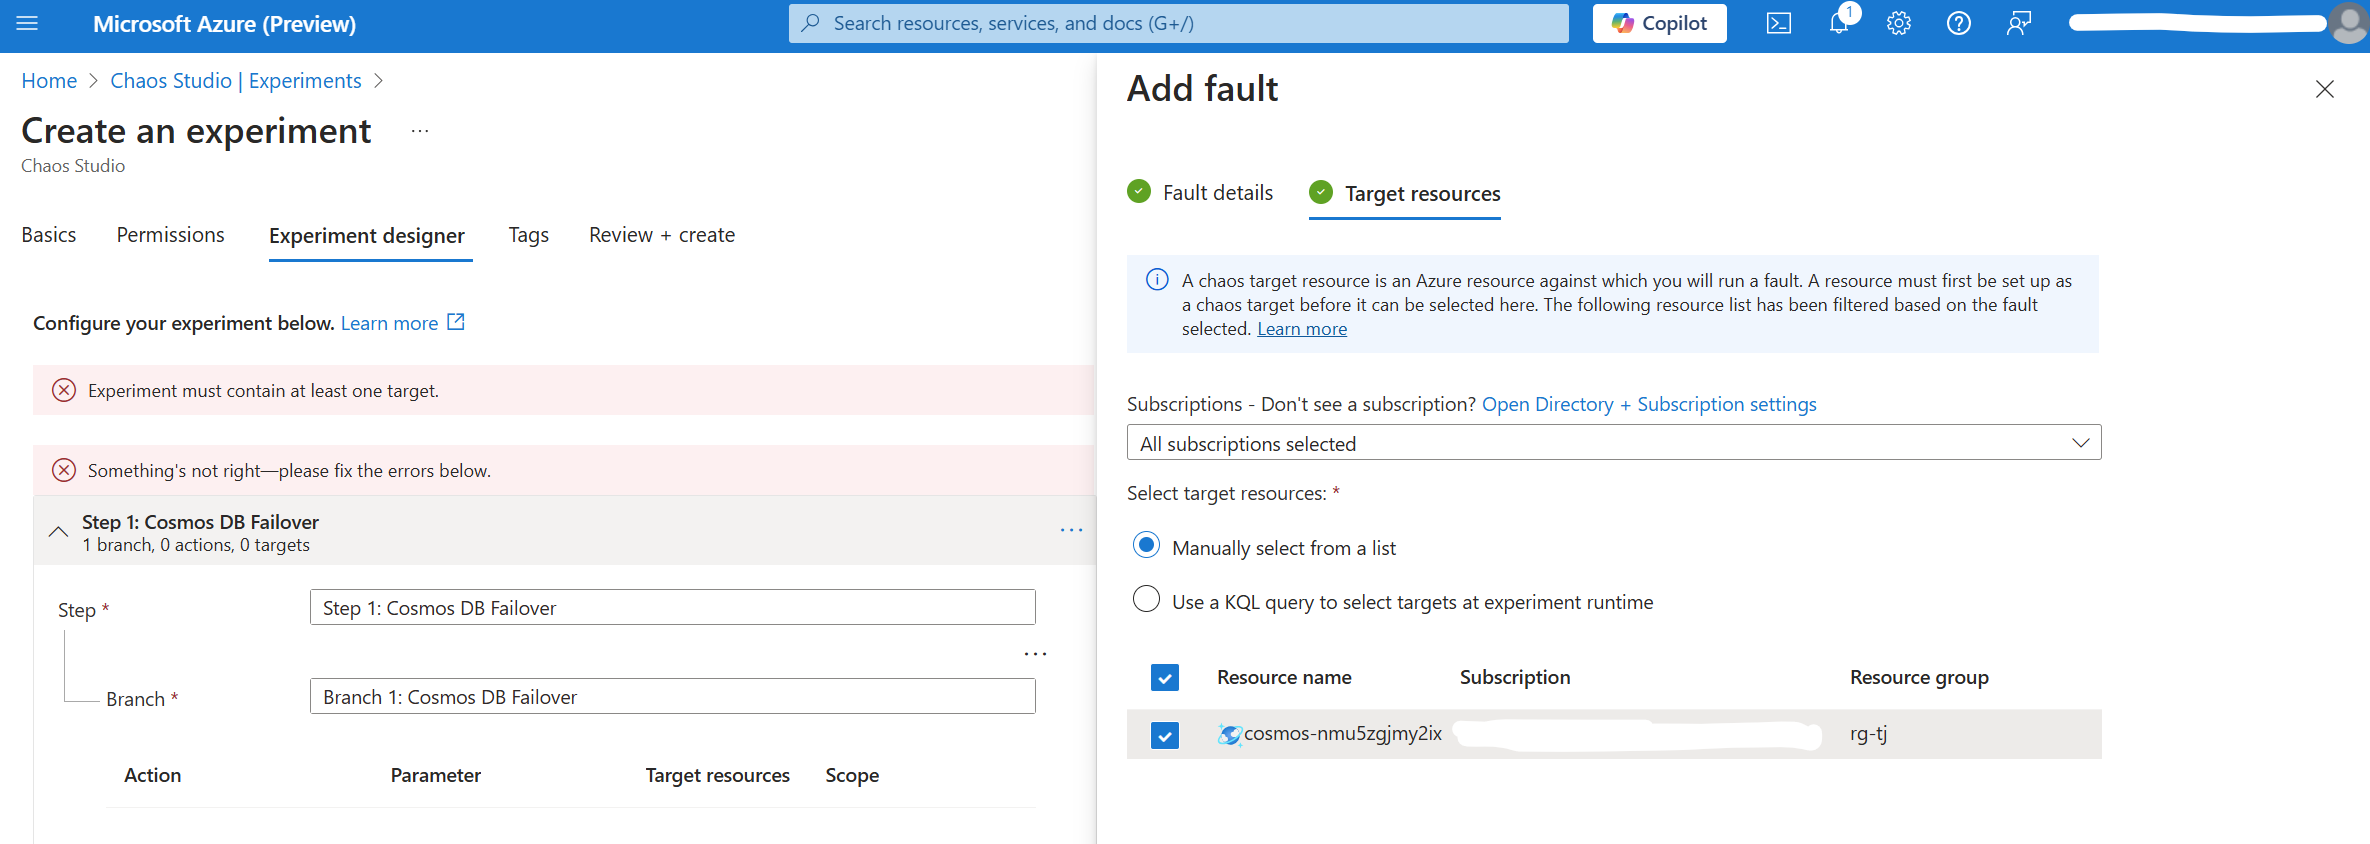 Microsoft Azure (Preview)
Search resources, services, and docs (G+/)
Copilot
1
Home > Chaos Studio | Experiments >
Create an experiment ...
Chaos Studio
Basics Permissions Experiment designer Tags Review + create
Configure your experiment below. Learn more
Experiment must contain at least one target.
Something's not right—please fix the errors below.
Step 1: Cosmos DB Failover
1 branch, 0 actions, 0 targets
...
Step *
Step 1: Cosmos DB Failover
...
Branch *
Branch 1: Cosmos DB Failover
Action Parameter Target resources Scope
Add fault
Fault details Target resources
A chaos target resource is an Azure resource against which you will run a fault. A resource must first be set up as
a chaos target before it can be selected here. The following resource list has been filtered based on the fault
selected. Learn more
Subscriptions - Don't see a subscription? Open Directory + Subscription settings
All subscriptions selected
Select target resources: *
Manually select from a list
Use a KQL query to select targets at experiment runtime
Resource name Subscription Resource group
cosmos-nmu5zgjmy2ix rg-tj